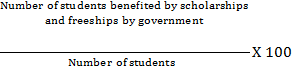 Number of students benefited by scholarships
and freeships by government
X 100
Number of students